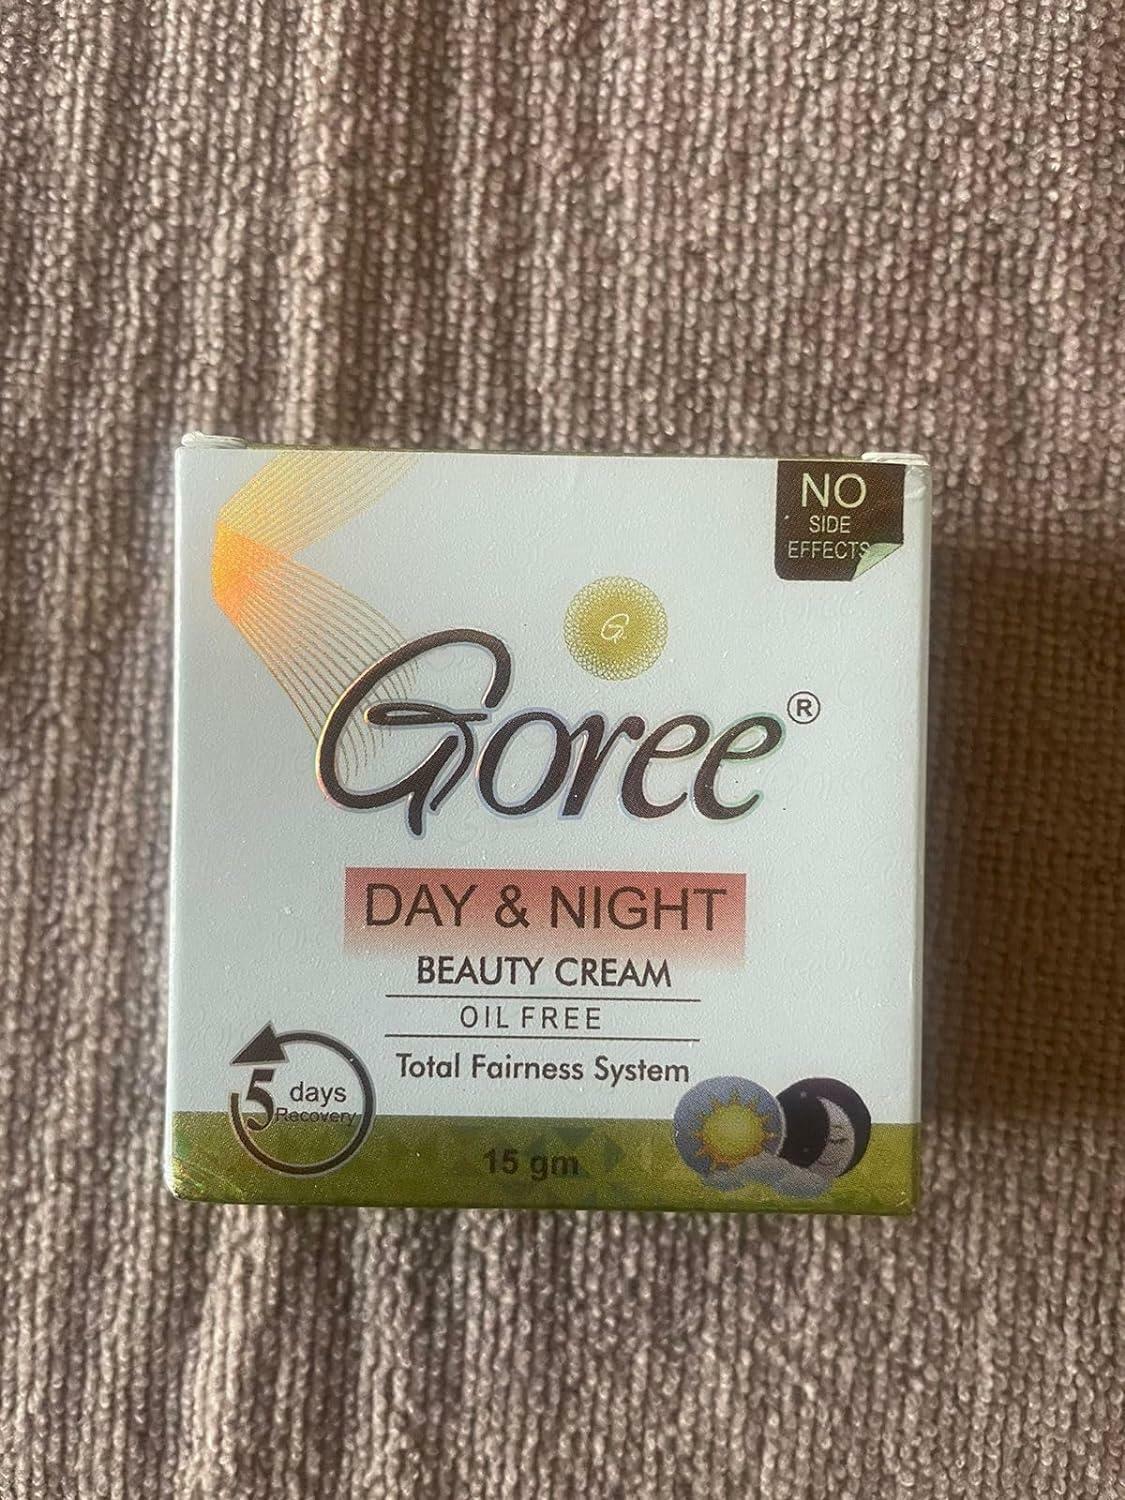 NO
SIDE
EFFECTS
G
Goree®
DAY & NIGHT
BEAUTY CREAM
OIL FREE
Total Fairness System
5 days
Recovery
15 gm